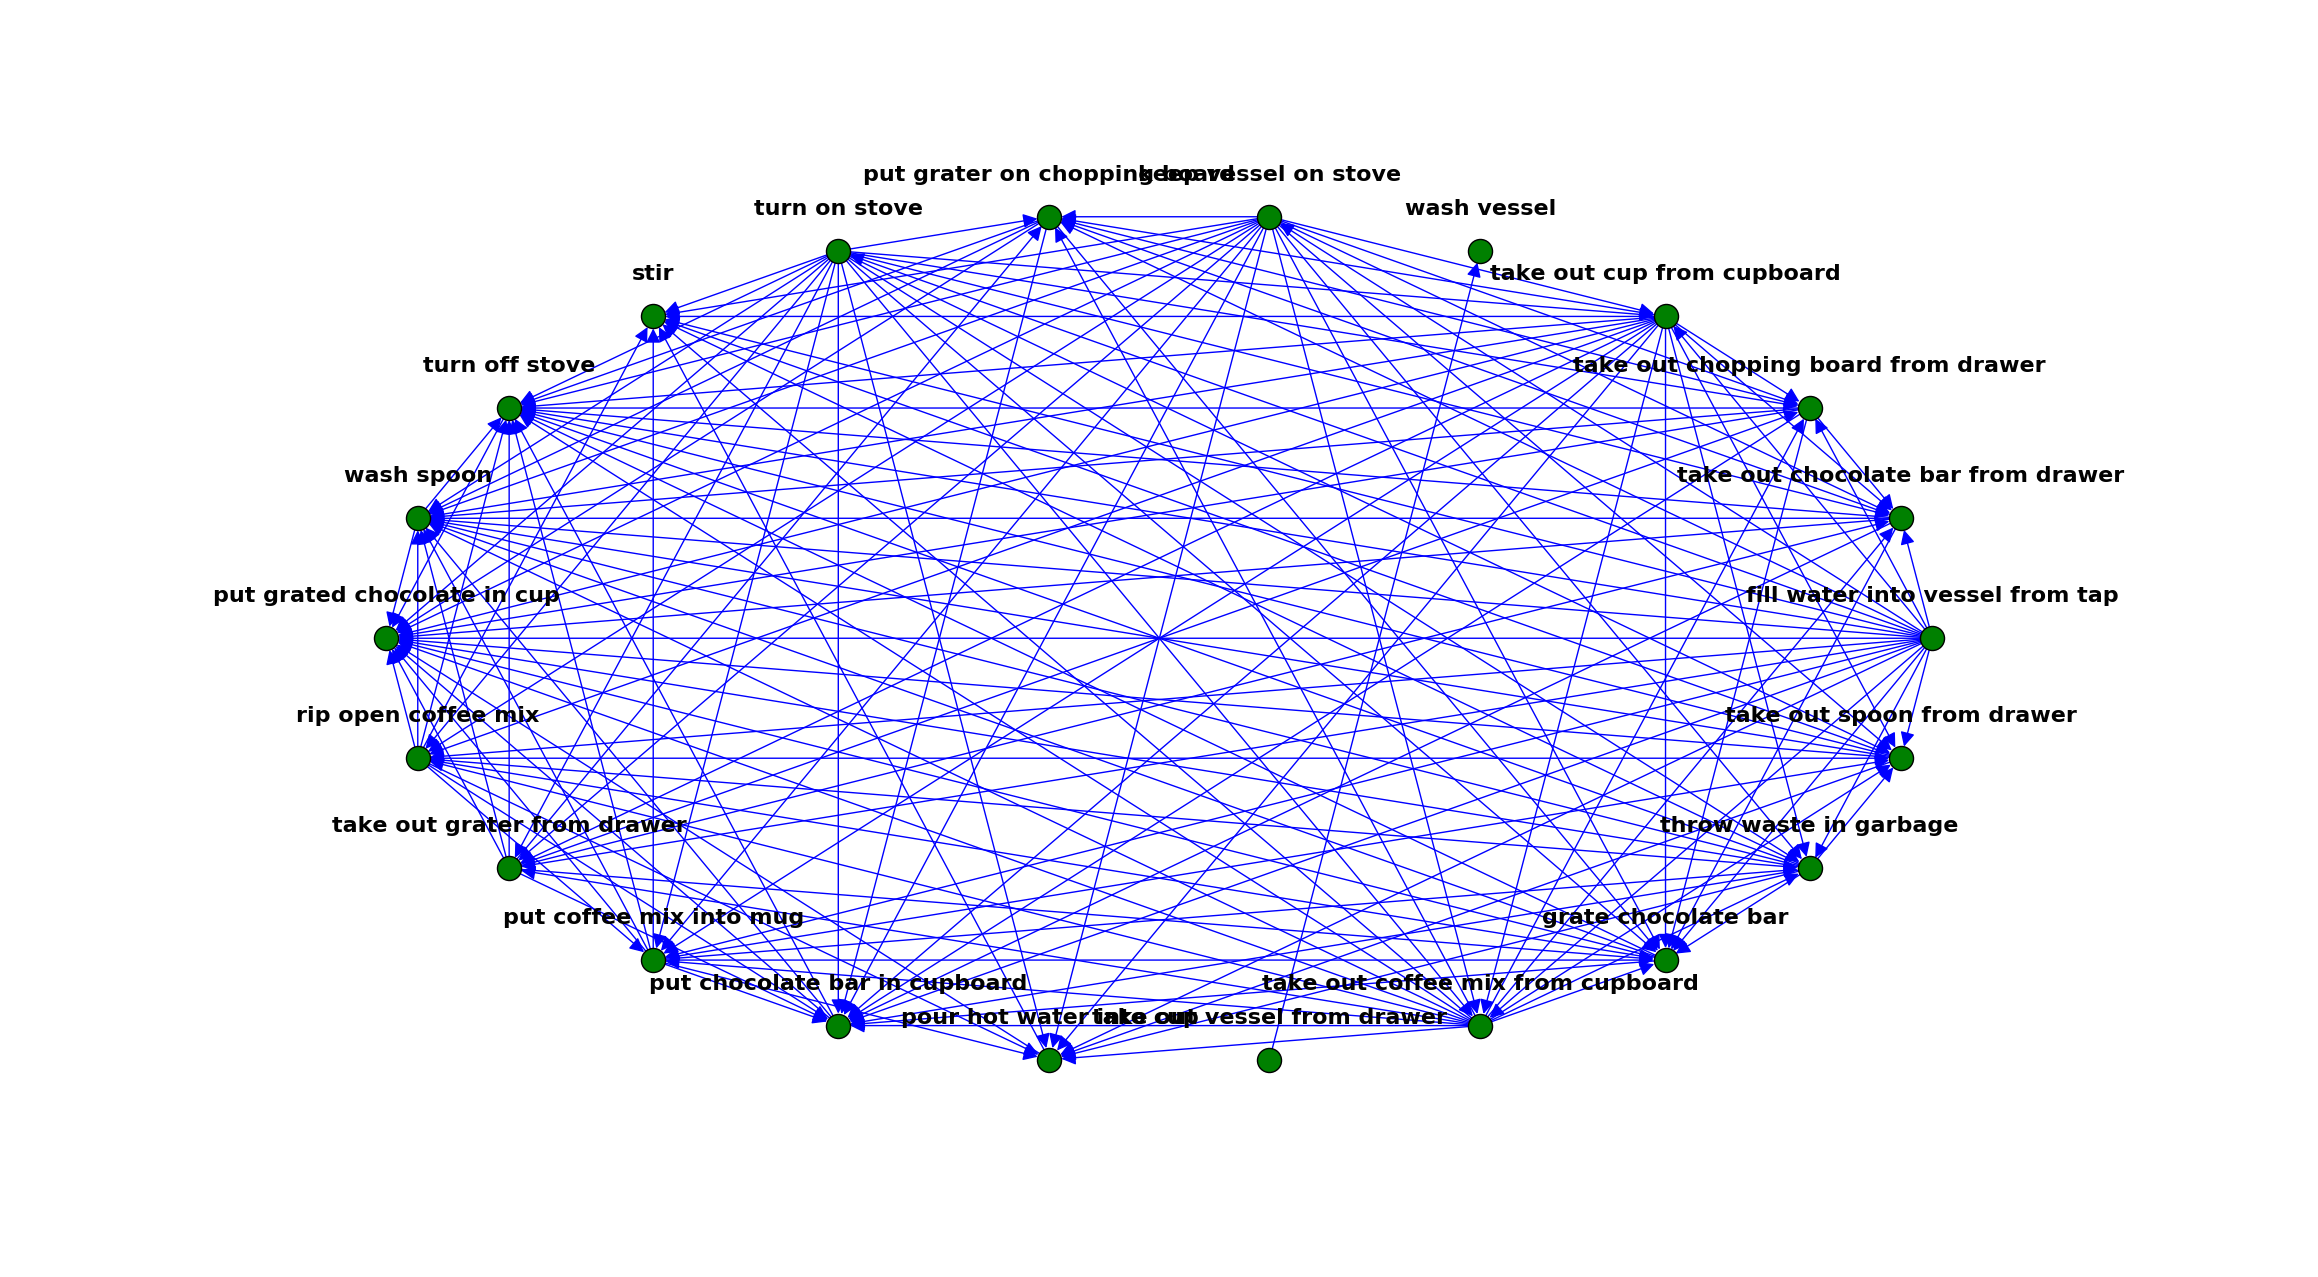 put grater on chopping board
keep vessel on stove
turn on stove
wash vessel
stir
take out cup from cupboard
turn off stove
take out chopping board from drawer
wash spoon
take out chocolate bar from drawer
put grated chocolate in cup
fill water into vessel from tap
rip open coffee mix
take out spoon from drawer
take out grater from drawer
throw waste in garbage
put coffee mix into mug
grate chocolate bar
put chocolate bar in cupboard
take out coffee mix from cupboard
pour hot water into cup
take out vessel from drawer